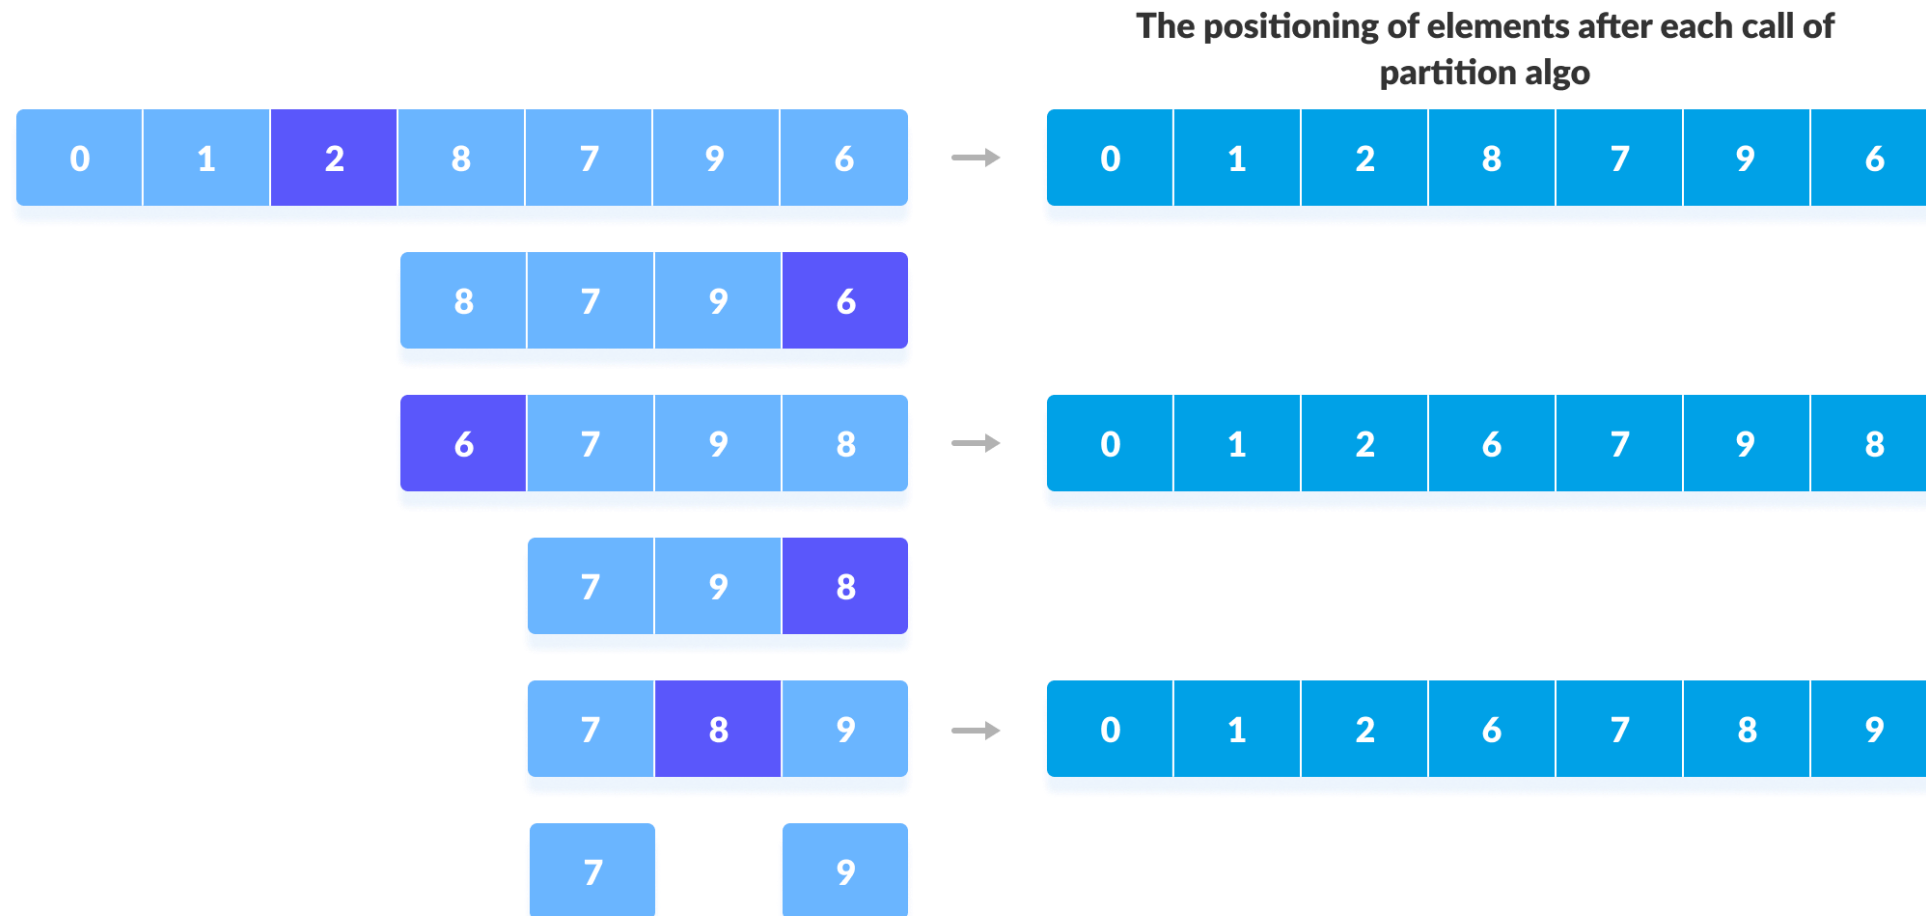 The positioning of elements after each call of
partition algo
0 1 2 8 7 9 6 0 1 2 8 7 9 6
8 7 9 6
6 7 9 8 0 1 2 6 7 9 8
7 9 8
7 8 9 0 1 2 6 7 8 9
7 9